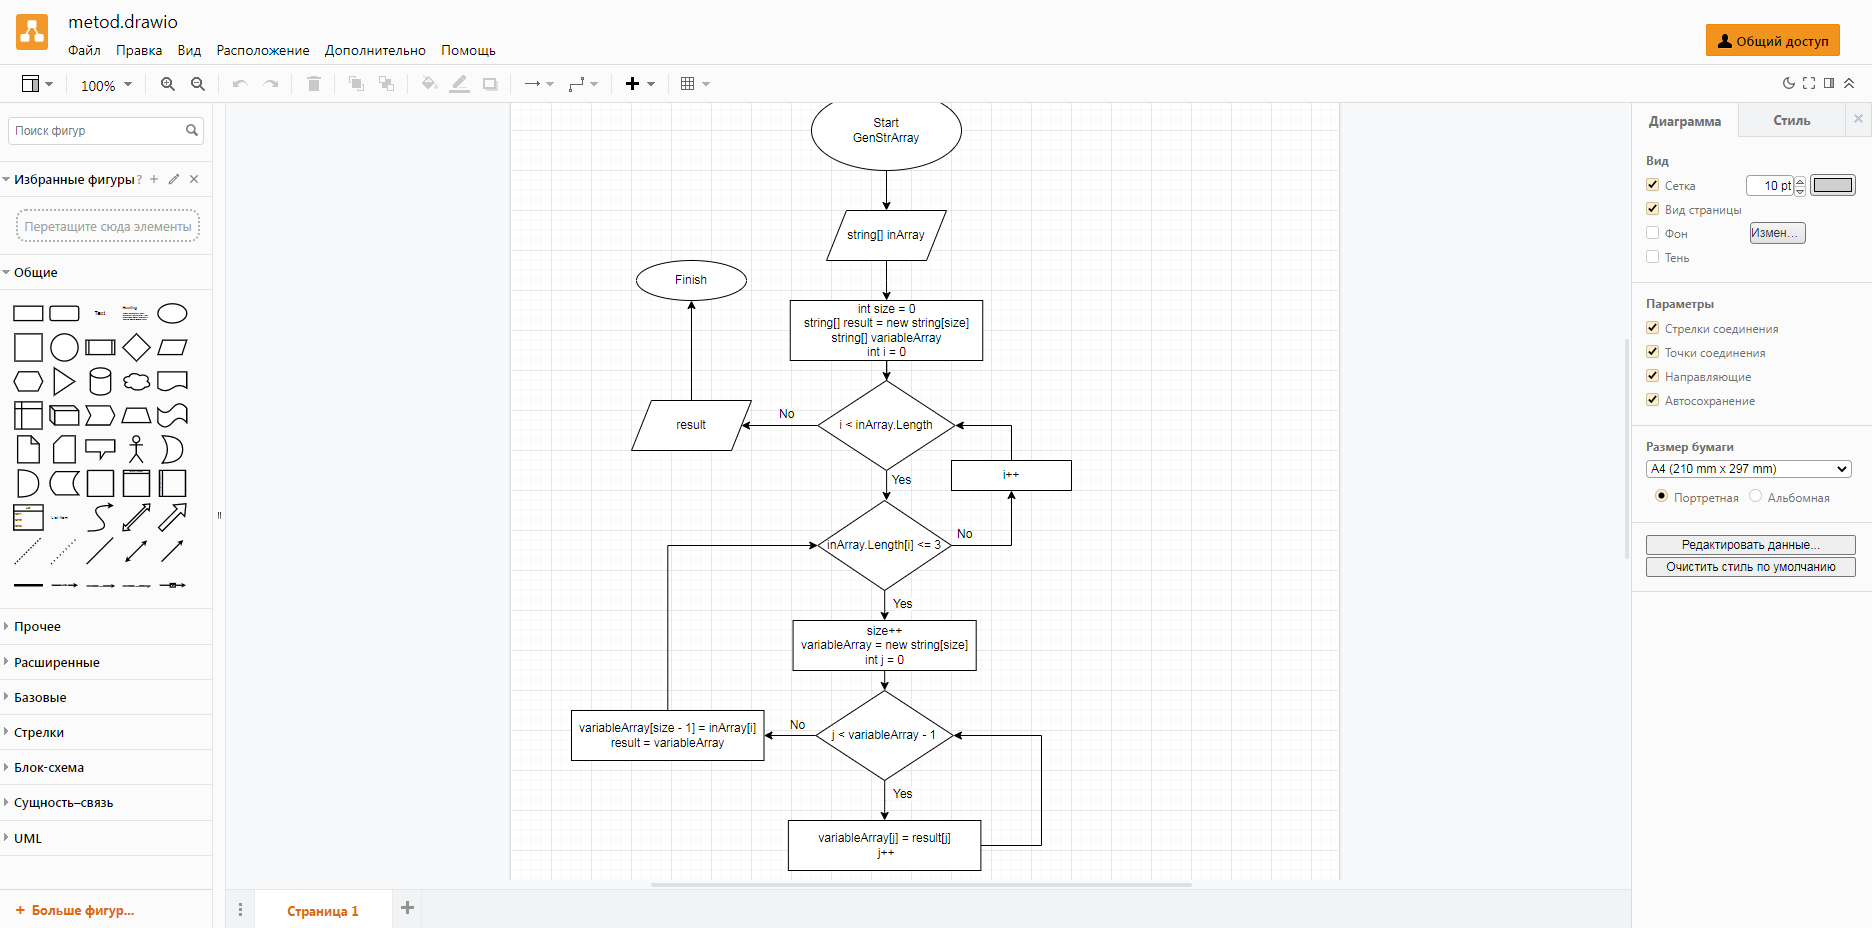 metod.drawio
Файл Правка Вид Расположение Дополнительно Помощь
Общий доступ
100%
Поиск фигур
Избранные фигуры ?
Перетащите сюда элементы
Общие
Text
Heading
List
List Item
Прочее
Расширенные
Базовые
Стрелки
Блок-схема
Сущность–связь
UML
+ Больше фигур...
Start
GenStrArray
string[] inArray
Finish
int size = 0
string[] result = new string[size]
string[] variableArray
int i = 0
result
No
i < inArray.Length
Yes
i++
inArray.Length[i] <= 3
No
Yes
size++
variableArray = new string[size]
int j = 0
variableArray[size - 1] = inArray[i]
result = variableArray
No
j < variableArray - 1
Yes
variableArray[j] = result[j]
j++
Страница 1
Диаграмма
Стиль
Вид
Сетка
10 pt
Вид страницы
Фон
Измен...
Тень
Параметры
Стрелки соединения
Точки соединения
Направляющие
Автосохранение
Размер бумаги
A4 (210 mm x 297 mm)
Портретная Альбомная
Редактировать данные...
Очистить стиль по умолчанию